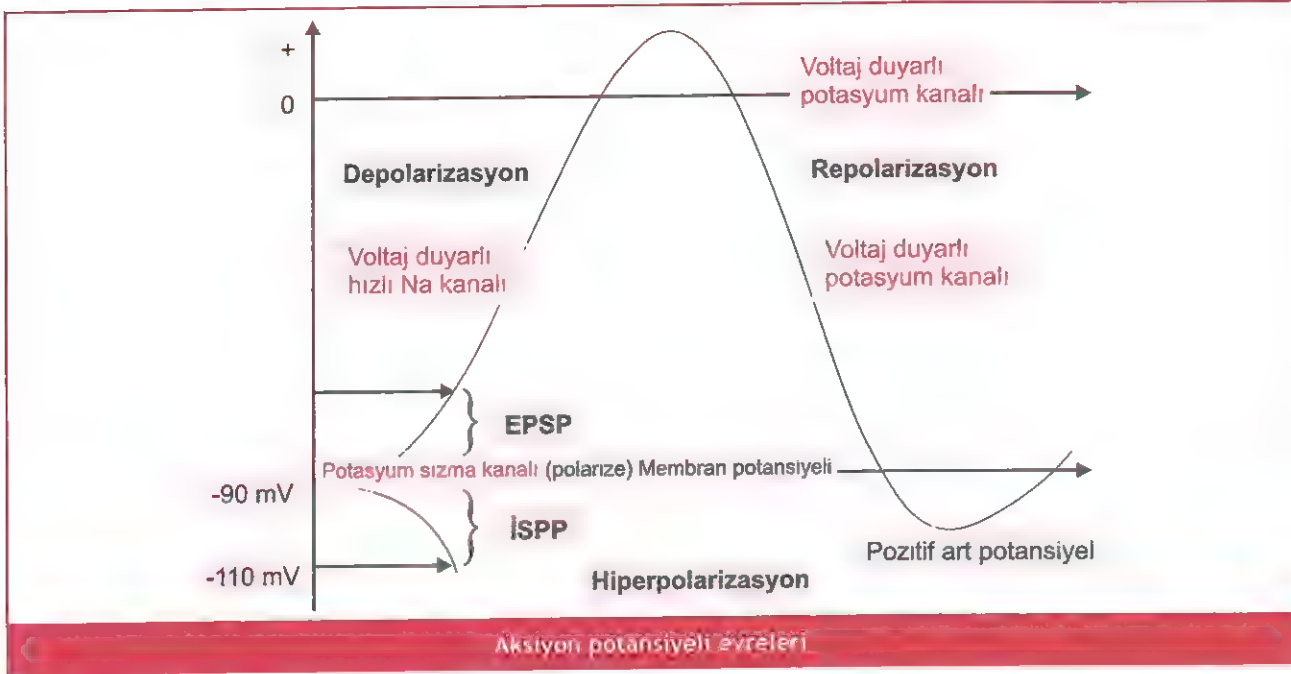 +
Voltaj duyarlı
potasyum kanalı
0
Depolarizasyon
Repolarizasyon
Voltaj duyarlı
hızlı Na kanalı
Voltaj duyarlı
potasyum kanalı
EPSP
Potasyum sızma kanalı (polarize) Membran potansiyeli
-90 mV
İSPP
Pozitif art potansiyel
-110 mV
Hiperpolarizasyon
Aksiyon potansiyeli evreleri